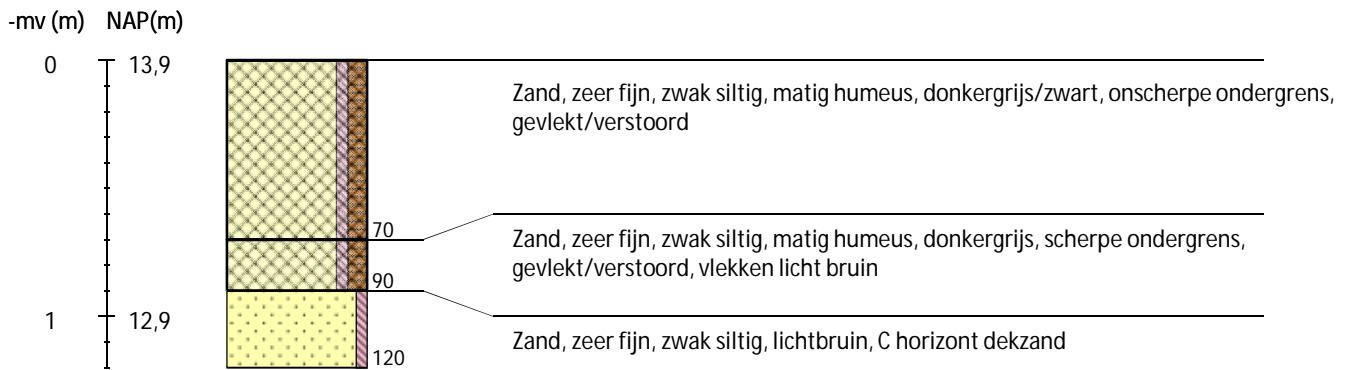 -mv (m) NAP(m)
0 13,9
Zand, zeer fijn, zwak siltig, matig humeus, donkergrijs/zwart, onscherpe ondergrens,
gevlekt/verstoord
70
Zand, zeer fijn, zwak siltig, matig humeus, donkergrijs, scherpe ondergrens,
gevlekt/verstoord, vlekken licht bruin
90
1 12,9
Zand, zeer fijn, zwak siltig, lichtbruin, C horizont dekzand
120